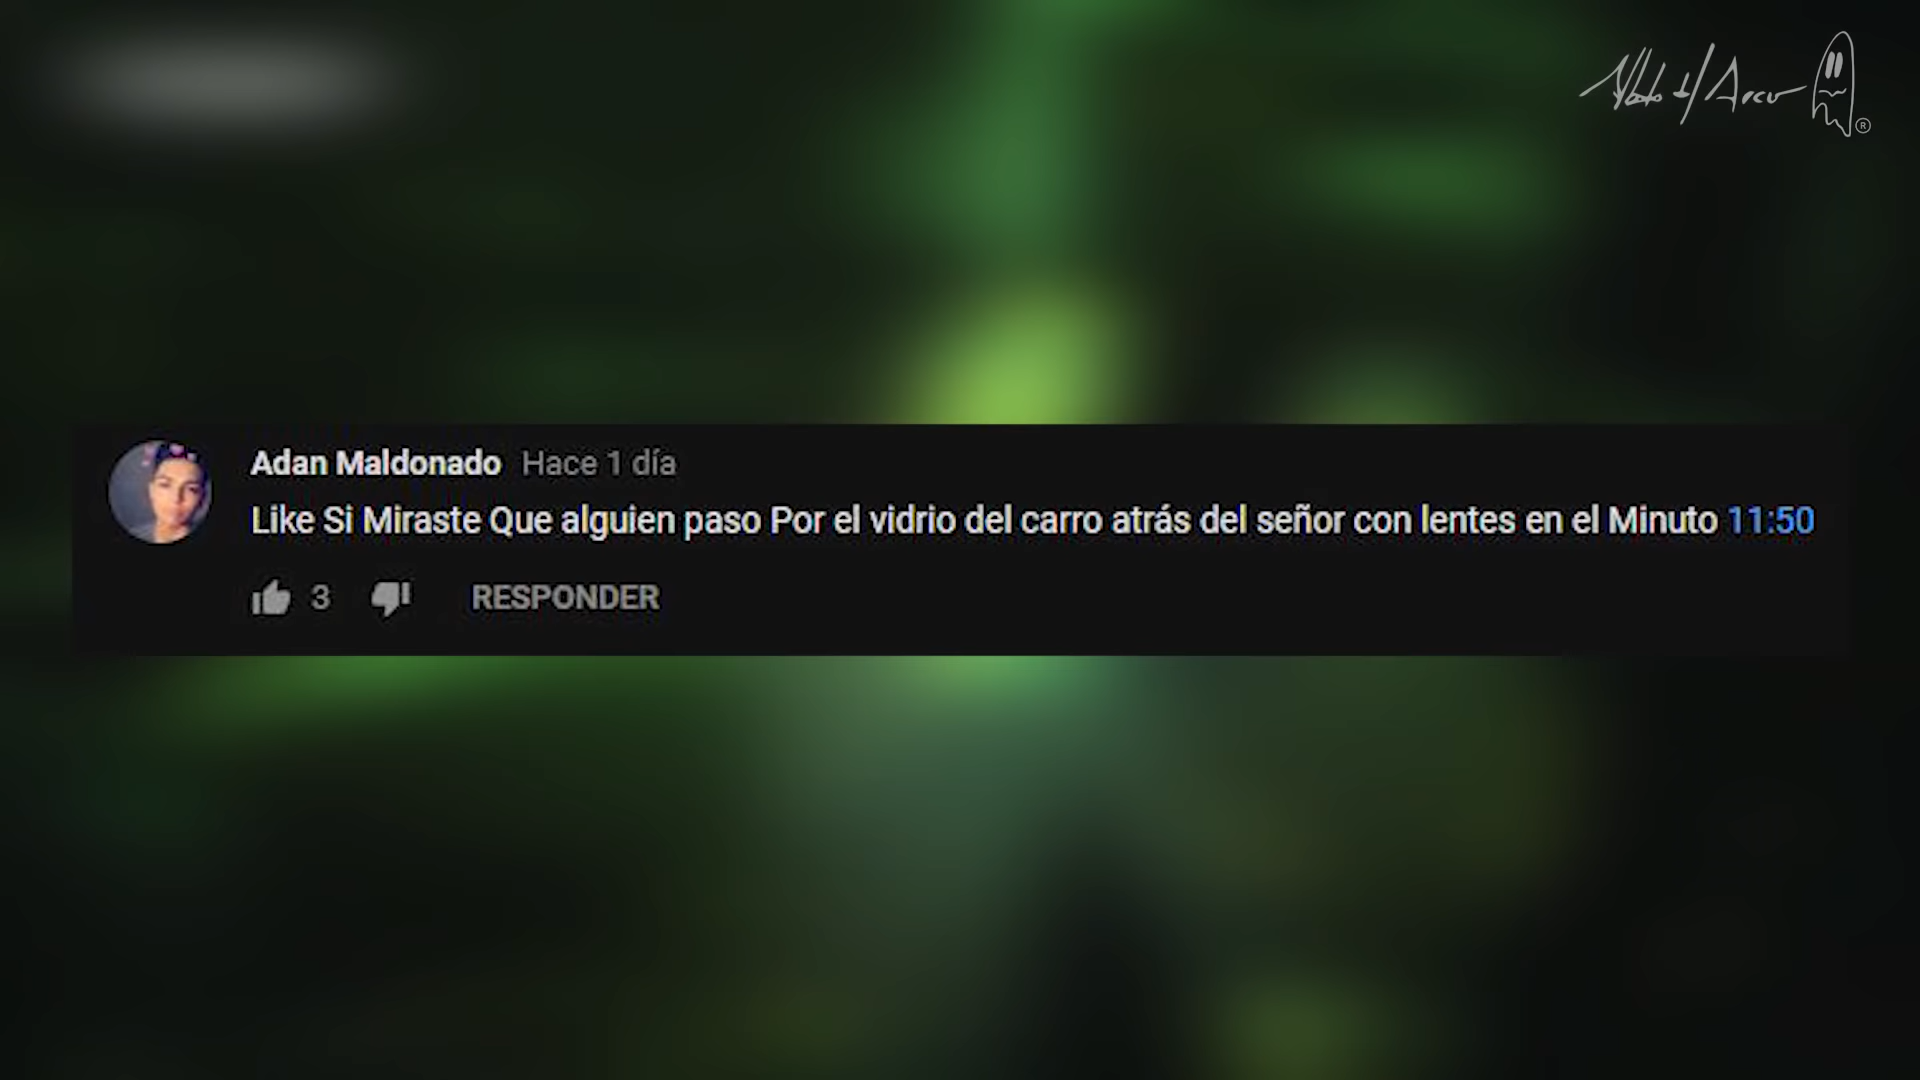 Adan Maldonado Hace 1 día
Like Si Miraste Que alguien paso Por el vidrio del carro atrás del señor con lentes en el Minuto 11:50
3 RESPONDER
®